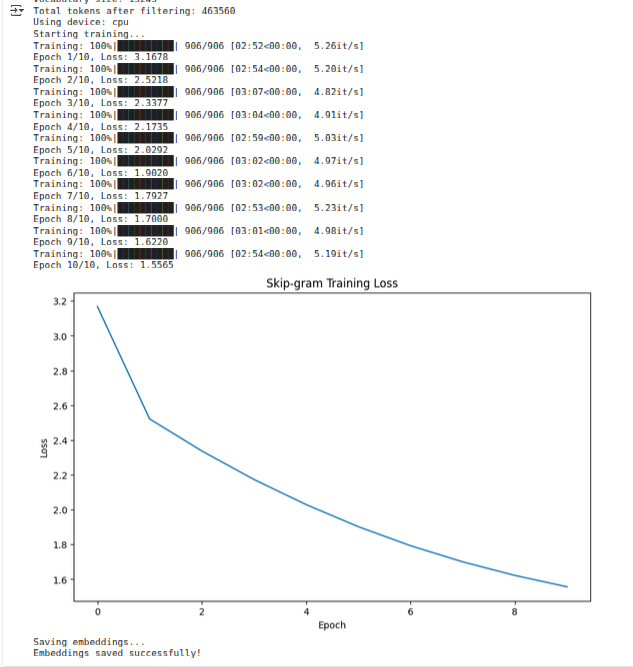 Total tokens after filtering: 463560
Using device: cpu
Starting training...
Training: 100%|██████████| 906/906 [02:52<00:00, 5.26it/s]
Epoch 1/10, Loss: 3.1678
Training: 100%|██████████| 906/906 [02:54<00:00, 5.20it/s]
Epoch 2/10, Loss: 2.5218
Training: 100%|██████████| 906/906 [03:07<00:00, 4.82it/s]
Epoch 3/10, Loss: 2.3377
Training: 100%|██████████| 906/906 [03:04<00:00, 4.91it/s]
Epoch 4/10, Loss: 2.1735
Training: 100%|██████████| 906/906 [02:59<00:00, 5.03it/s]
Epoch 5/10, Loss: 2.0292
Training: 100%|██████████| 906/906 [03:02<00:00, 4.97it/s]
Epoch 6/10, Loss: 1.9020
Training: 100%|██████████| 906/906 [03:02<00:00, 4.96it/s]
Epoch 7/10, Loss: 1.7927
Training: 100%|██████████| 906/906 [02:53<00:00, 5.23it/s]
Epoch 8/10, Loss: 1.7000
Training: 100%|██████████| 906/906 [03:01<00:00, 4.98it/s]
Epoch 9/10, Loss: 1.6220
Training: 100%|██████████| 906/906 [02:54<00:00, 5.19it/s]
Epoch 10/10, Loss: 1.5565
Skip-gram Training Loss
3.2
3.0
2.8
2.6
2.4
2.2
2.0
1.8
1.6
Loss
0 2 4 6 8
Epoch
Saving embeddings...
Embeddings saved successfully!